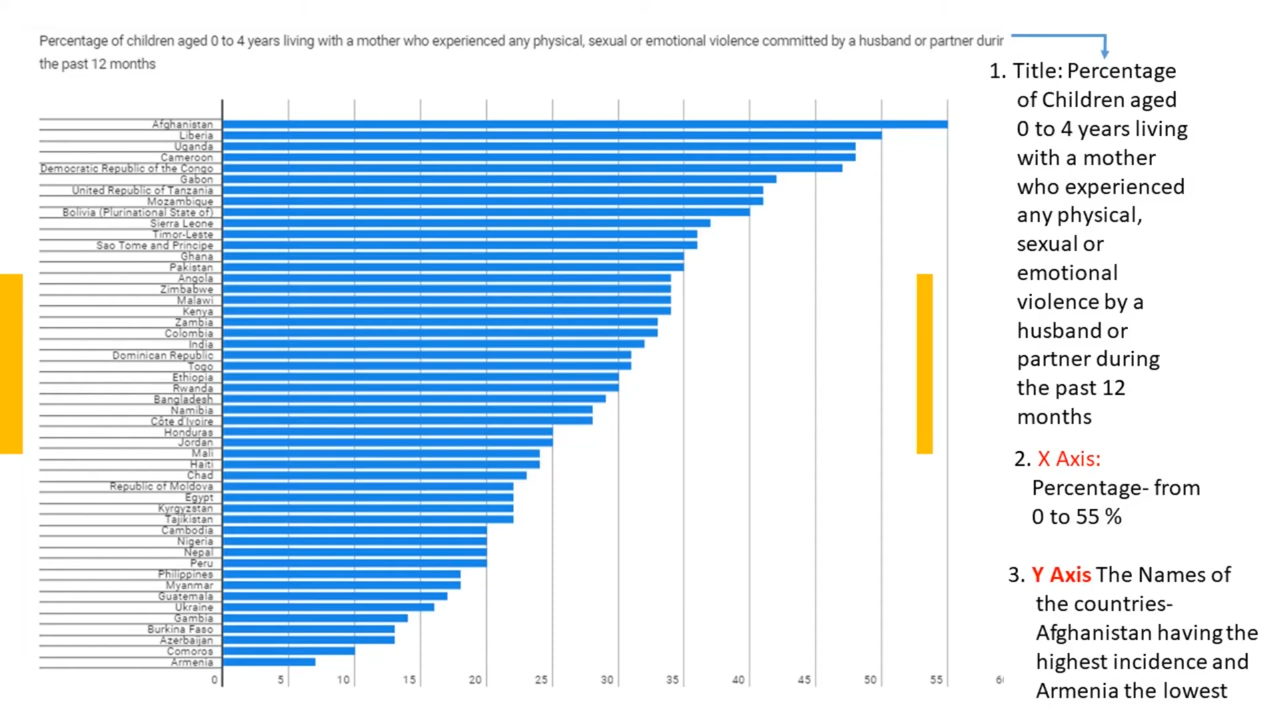 Percentage of children aged 0 to 4 years living with a mother who experienced any physical, sexual or emotional violence committed by a husband or partner durir
the past 12 months
Afghanistan
Liberia
Uganda
Cameroon
Democratic Republic of the Congo
Gabon
United Republic of Tanzania
Mozambique
Bolivia (Plurinational State of)
Sierra Leone
Timor-Leste
Sao Tome and Principe
Ghana
Pakistan
Angola
Zimbabwe
Malawi
Kenya
Zambia
Colombia
India
Dominican Republic
Togo
Ethiopia
Rwanda
Bangladesh
Namibia
Côte d'Ivoire
Honduras
Jordan
Mali
Haiti
Chad
Republic of Moldova
Egypt
Kyrgyzstan
Tajikistan
Cambodia
Nigeria
Nepal
Peru
Philippines
Myanmar
Guatemala
Ukraine
Gambia
Burkina Faso
Azerbaijan
Comoros
Armenia
0 5 10 15 20 25 30 35 40 45 50 55 6
1. Title: Percentage
of Children aged
0 to 4 years living
with a mother
who experienced
any physical,
sexual or
emotional
violence by a
husband or
partner during
the past 12
months
2. X Axis:
Percentage- from
0 to 55 %
3. Y Axis The Names of
the countries-
Afghanistan having the
highest incidence and
Armenia the lowest